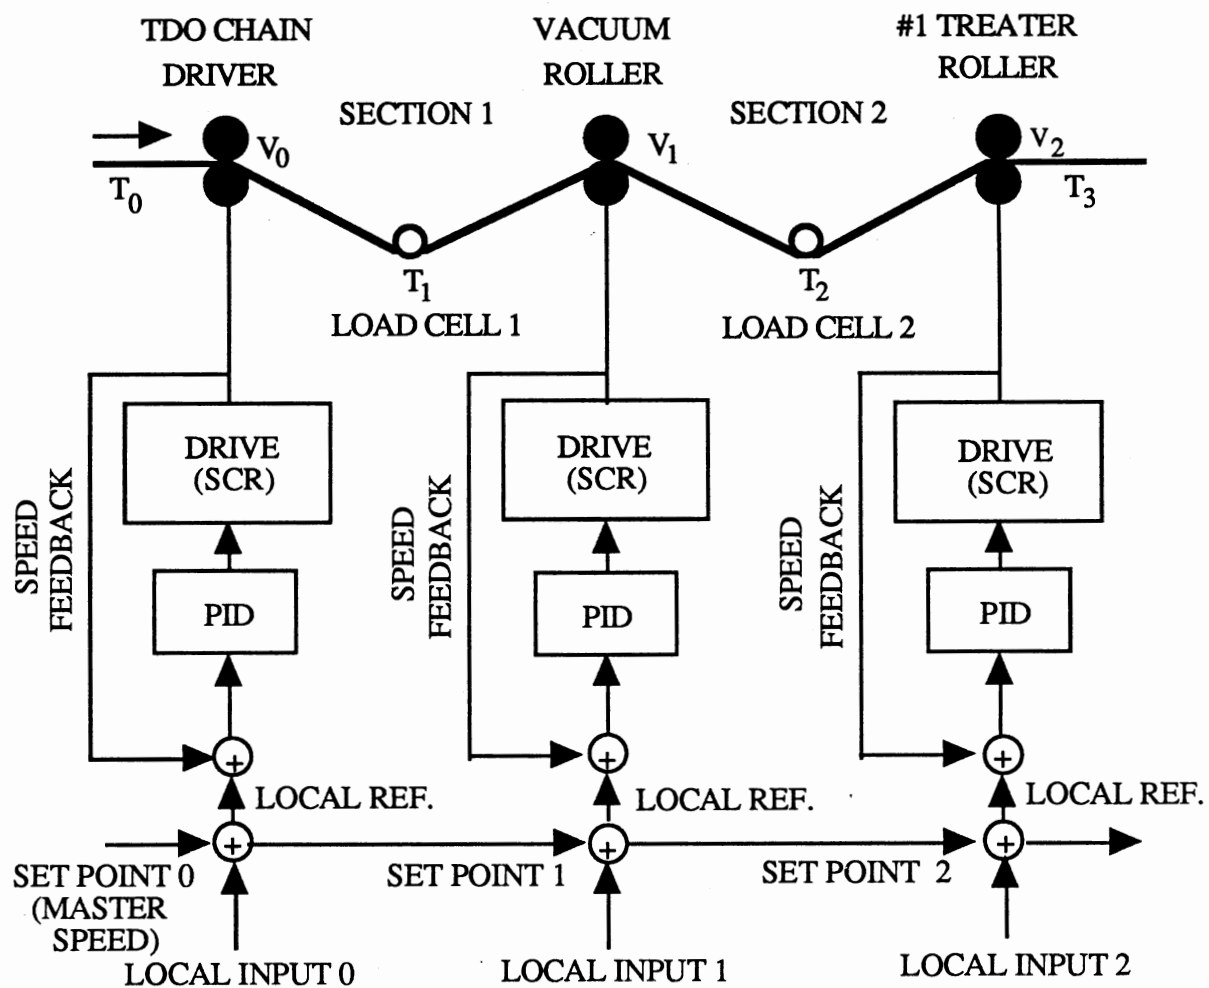 TDO CHAIN
DRIVER
VACUUM
ROLLER
#1 TREATER
ROLLER
SECTION 1
SECTION 2
V0
V1
V2
T0
T3
T1
T2
LOAD CELL 1
LOAD CELL 2
DRIVE
(SCR)
DRIVE
(SCR)
DRIVE
(SCR)
SPEED
FEEDBACK
SPEED
FEEDBACK
SPEED
FEEDBACK
PID
PID
PID
+
+
+
LOCAL REF.
LOCAL REF.
LOCAL REF.
+
+
+
SET POINT 0
(MASTER
SPEED)
SET POINT 1
SET POINT 2
LOCAL INPUT 0
LOCAL INPUT 1
LOCAL INPUT 2